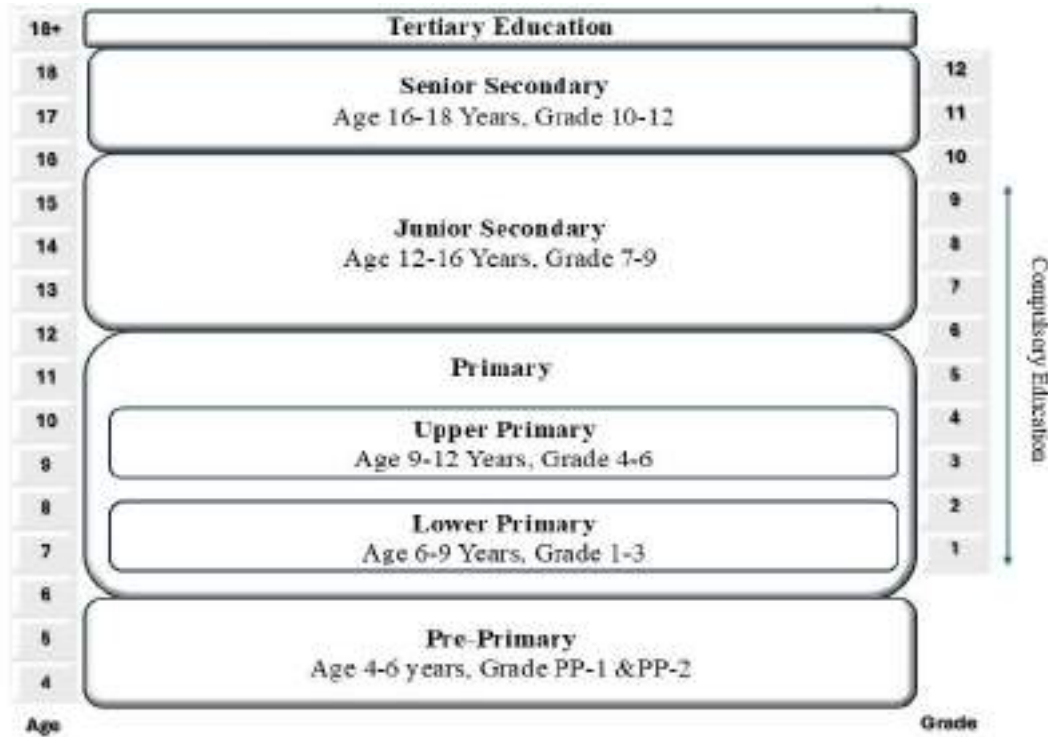 18+
Tertiary Education
18
Senior Secondary
12
17
Age 16-18 Years, Grade 10-12
11
16
10
15
9
14
Junior Secondary
Age 12-16 Years, Grade 7-9
8
13
7
12
6
11
Primary
5
10
Upper Primary
4
9
Age 9-12 Years, Grade 4-6
3
8
Lower Primary
2
7
Age 6-9 Years, Grade 1-3
1
6
5
Pre-Primary
Age 4-6 years, Grade PP-1 &PP-2
4
Age
Grade
Compulsory Education